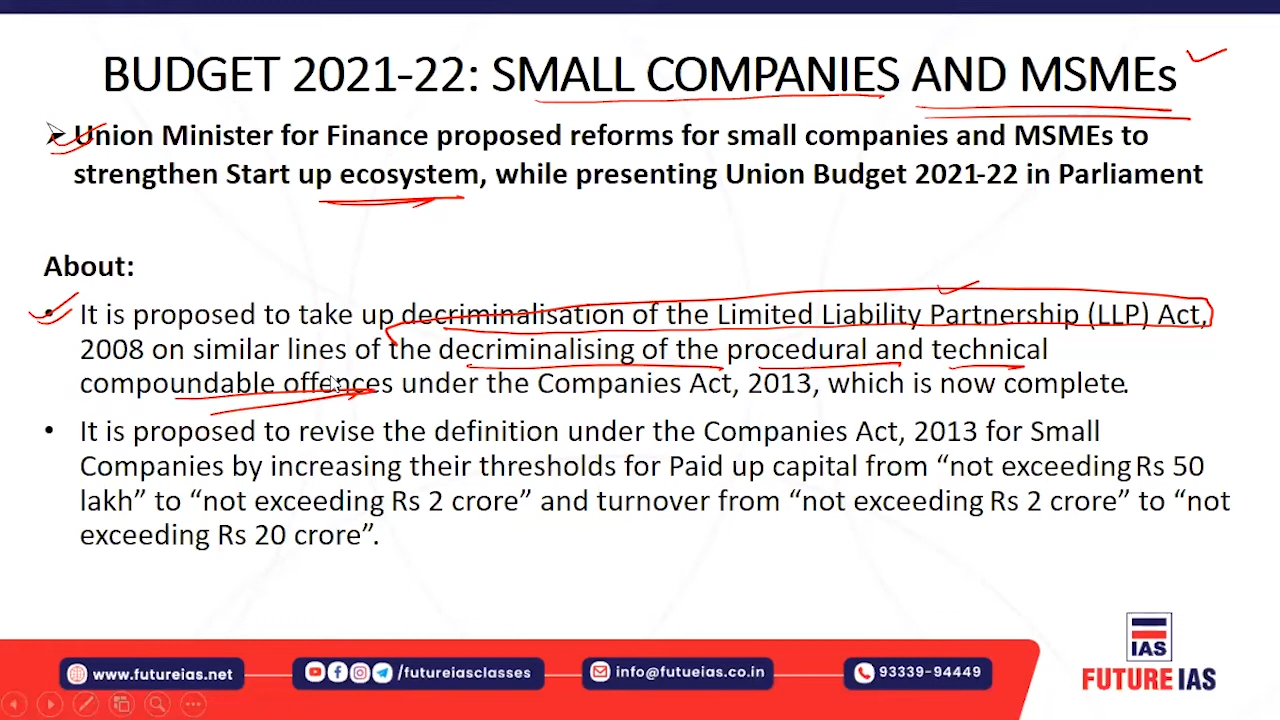 BUDGET 2021-22: SMALL COMPANIES AND MSMEs
Union Minister for Finance proposed reforms for small companies and MSMEs to
strengthen Start up ecosystem, while presenting Union Budget 2021-22 in Parliament
About:
• It is proposed to take up decriminalisation of the Limited Liability Partnership (LLP) Act,
2008 on similar lines of the decriminalising of the procedural and technical
compoundable offences under the Companies Act, 2013, which is now complete.
• It is proposed to revise the definition under the Companies Act, 2013 for Small
Companies by increasing their thresholds for Paid up capital from “not exceeding Rs 50
lakh” to “not exceeding Rs 2 crore” and turnover from “not exceeding Rs 2 crore” to “not
exceeding Rs 20 crore”.
IAS
www.futureias.net
/futureiasclasses
info@futueias.co.in
93339-94449
FUTURE IAS